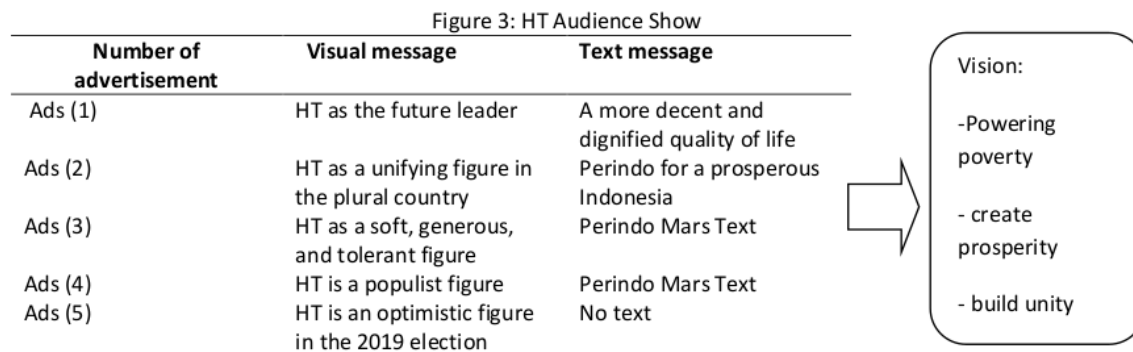 Figure 3: HT Audience Show
Number of advertisement Visual message Text message
Ads (1) HT as the future leader A more decent and
dignified quality of life
Ads (2) HT as a unifying figure in Perindo for a prosperous
the plural country Indonesia
Ads (3) HT as a soft, generous, Perindo Mars Text
and tolerant figure
Ads (4) HT is a populist figure Perindo Mars Text
Ads (5) HT is an optimistic figure No text
in the 2019 election
Vision:
-Powering
poverty
- create
prosperity
- build unity